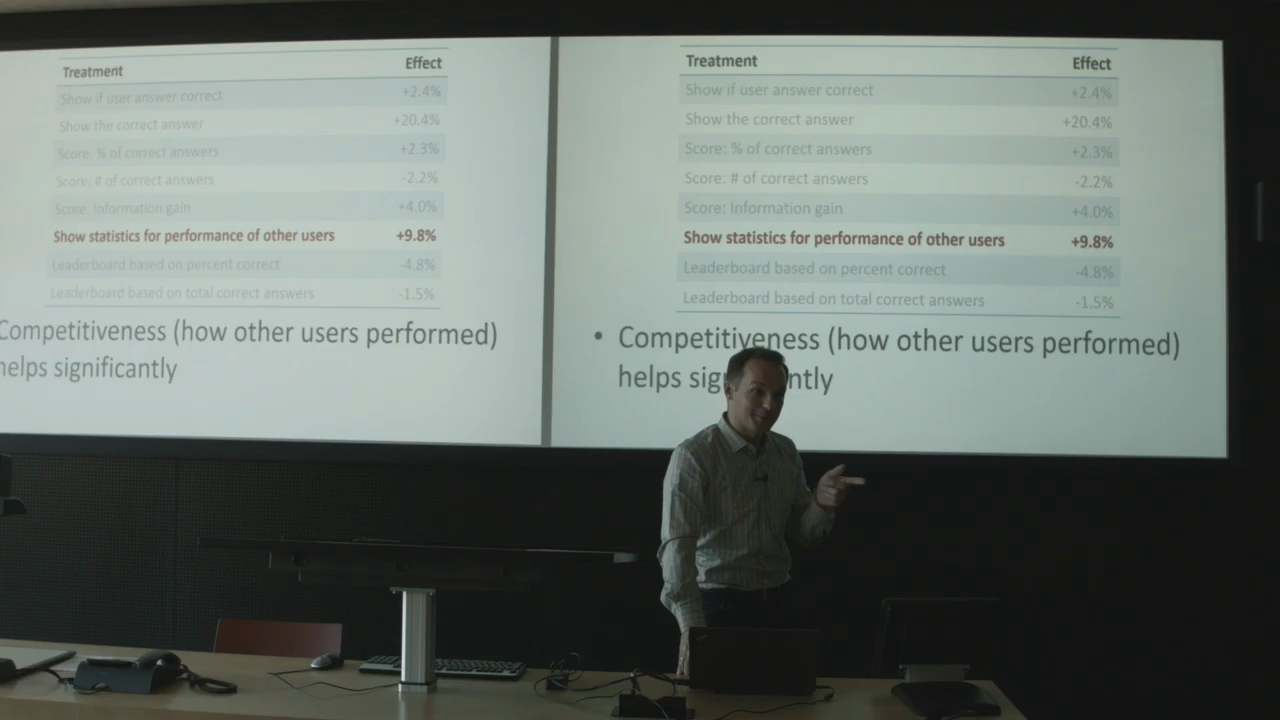 Treatment Effect
Show if user answer correct +2.4%
Show the correct answer +20.4%
Score: % of correct answers +2.3%
Score: # of correct answers -2.2%
Score: Information gain +4.0%
Show statistics for performance of other users +9.8%
Leaderboard based on percent correct -4.8%
Leaderboard based on total correct answers -1.5%
Competitiveness (how other users performed)
helps significantly
Treatment Effect
Show if user answer correct +2.4%
Show the correct answer +20.4%
Score: % of correct answers +2.3%
Score: # of correct answers -2.2%
Score: Information gain +4.0%
Show statistics for performance of other users +9.8%
Leaderboard based on percent correct -4.8%
Leaderboard based on total correct answers -1.5%
• Competitiveness (how other users performed)
helps significantly